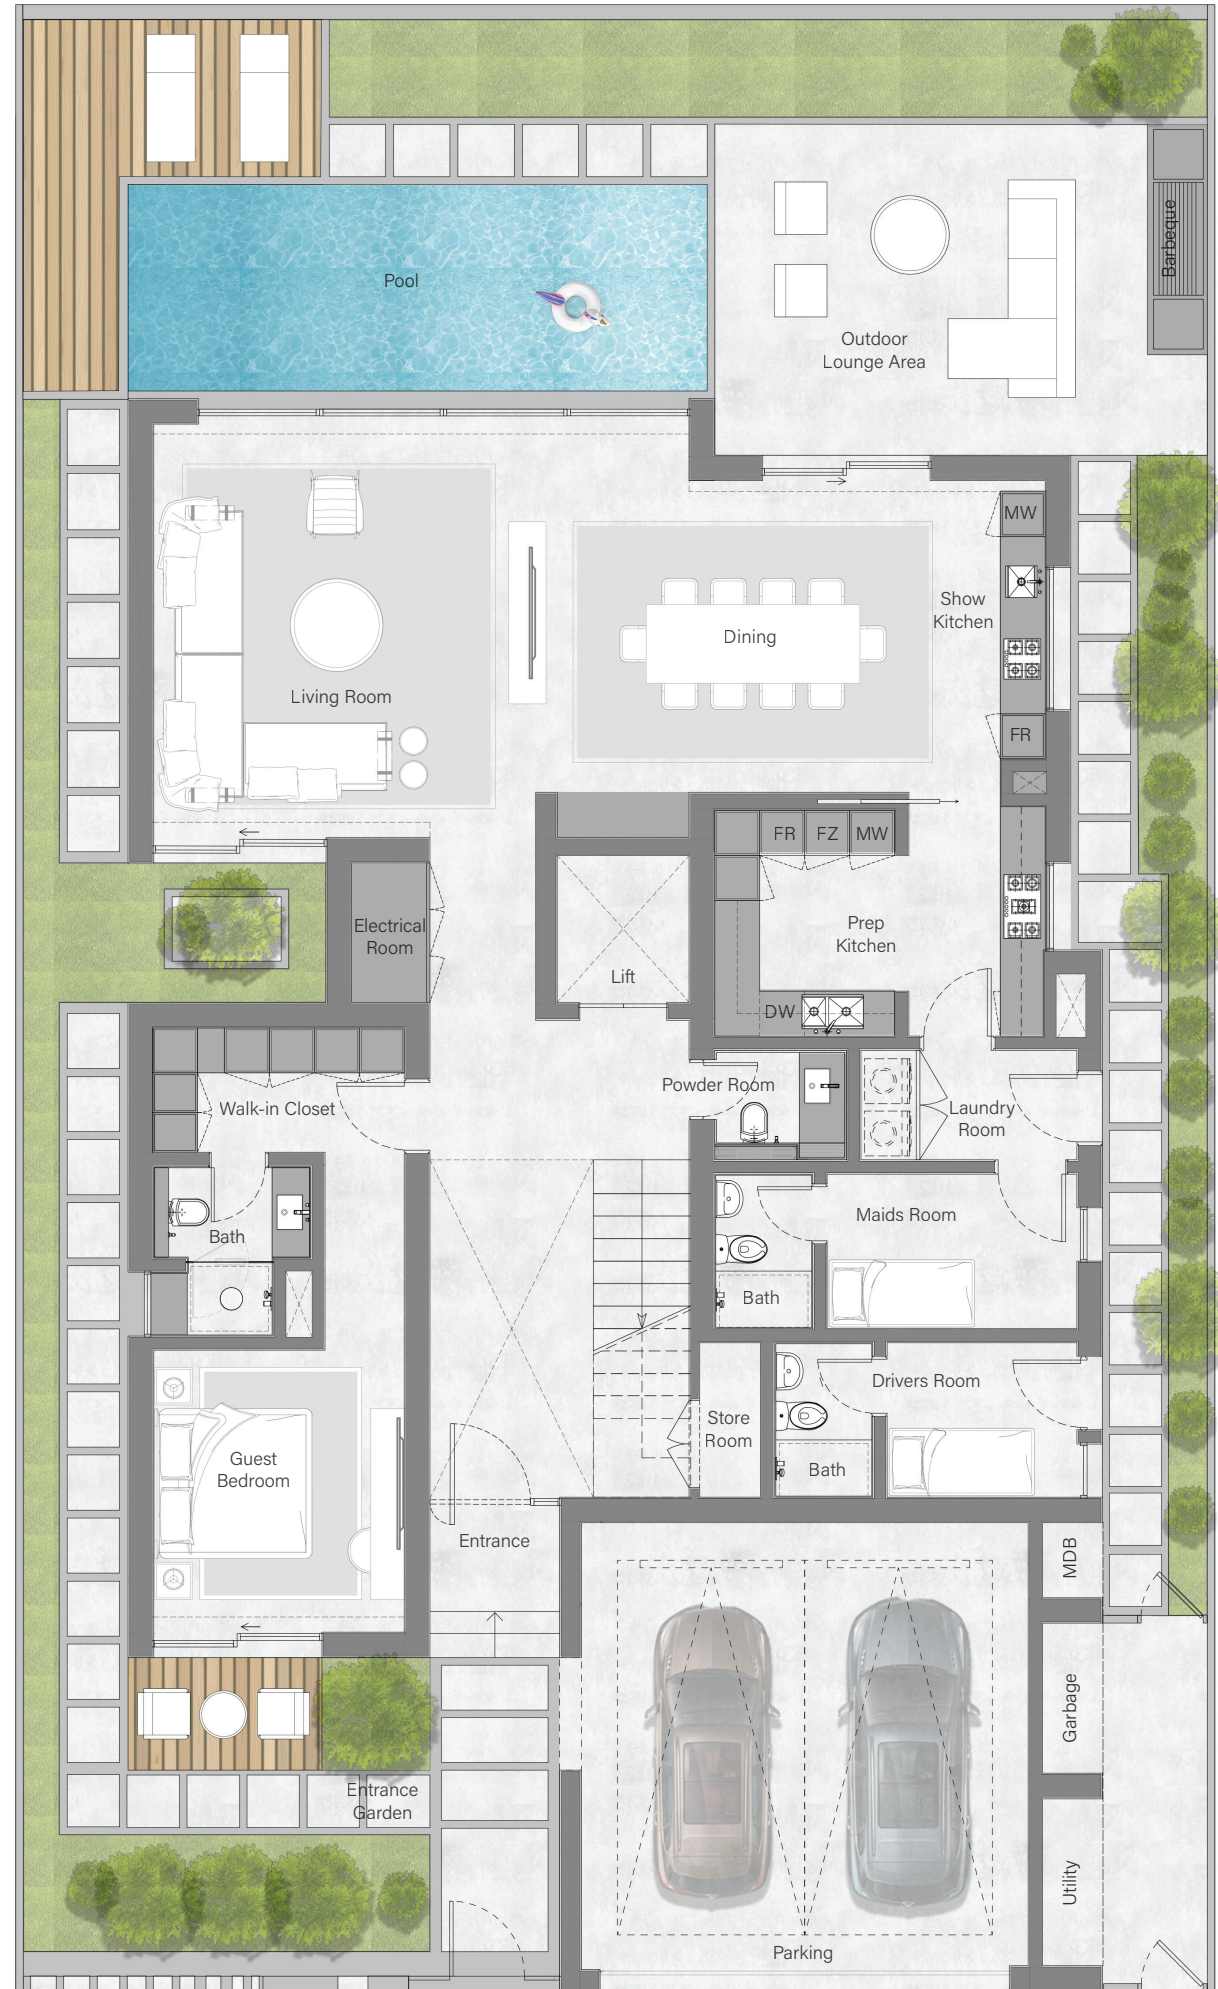 Pool
Barbeque
Outdoor
Lounge Area
MW
Show
Kitchen
Dining
Living Room
FR
FR
FZ
MW
Electrical
Room
Prep
Kitchen
Lift
DW
Powder Room
Walk-in Closet
Laundry
Room
Maids Room
Bath
Bath
Drivers Room
Store
Room
Guest
Bedroom
Bath
Entrance
MDB
Garbage
Entrance
Garden
Utility
Parking